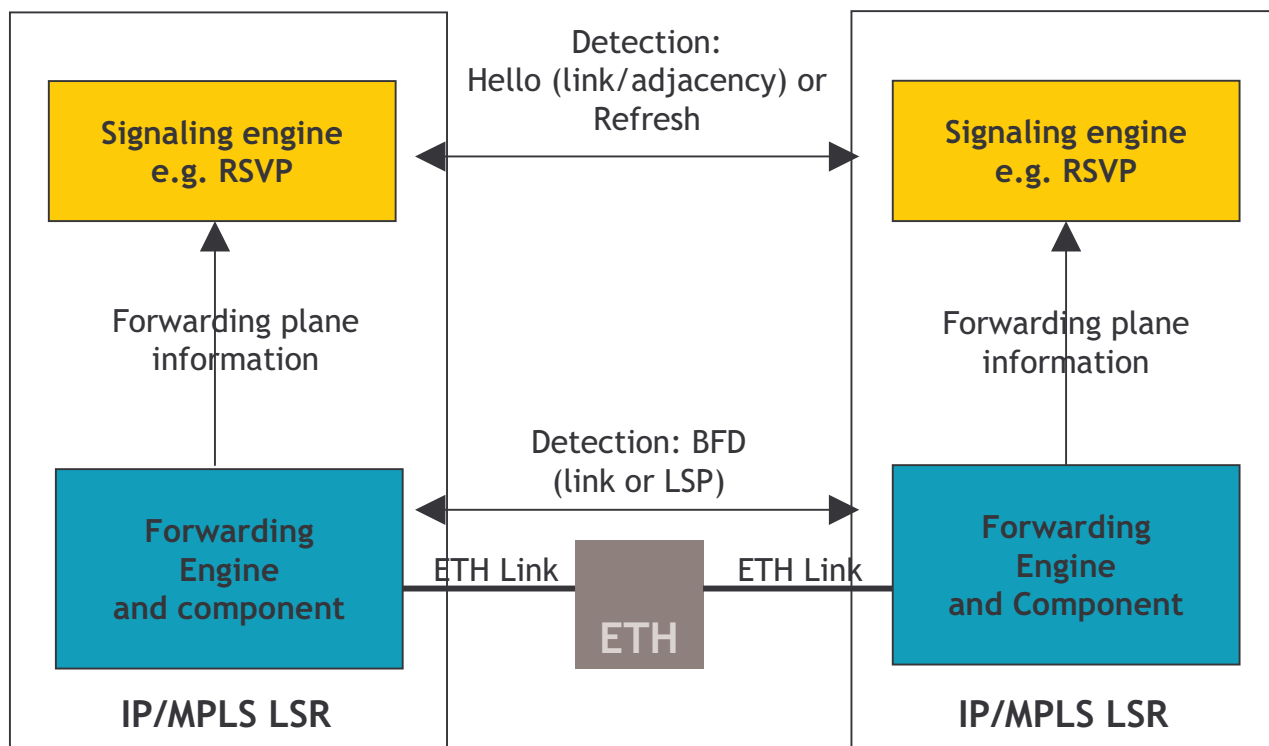 Detection:
Hello (link/adjacency) or
Refresh
Signaling engine
e.g. RSVP
Signaling engine
e.g. RSVP
Forwarding plane
information
Forwarding plane
information
Detection: BFD
(link or LSP)
Forwarding
Engine
and component
ETH Link
ETH
ETH Link
Forwarding
Engine
and Component
IP/MPLS LSR
IP/MPLS LSR